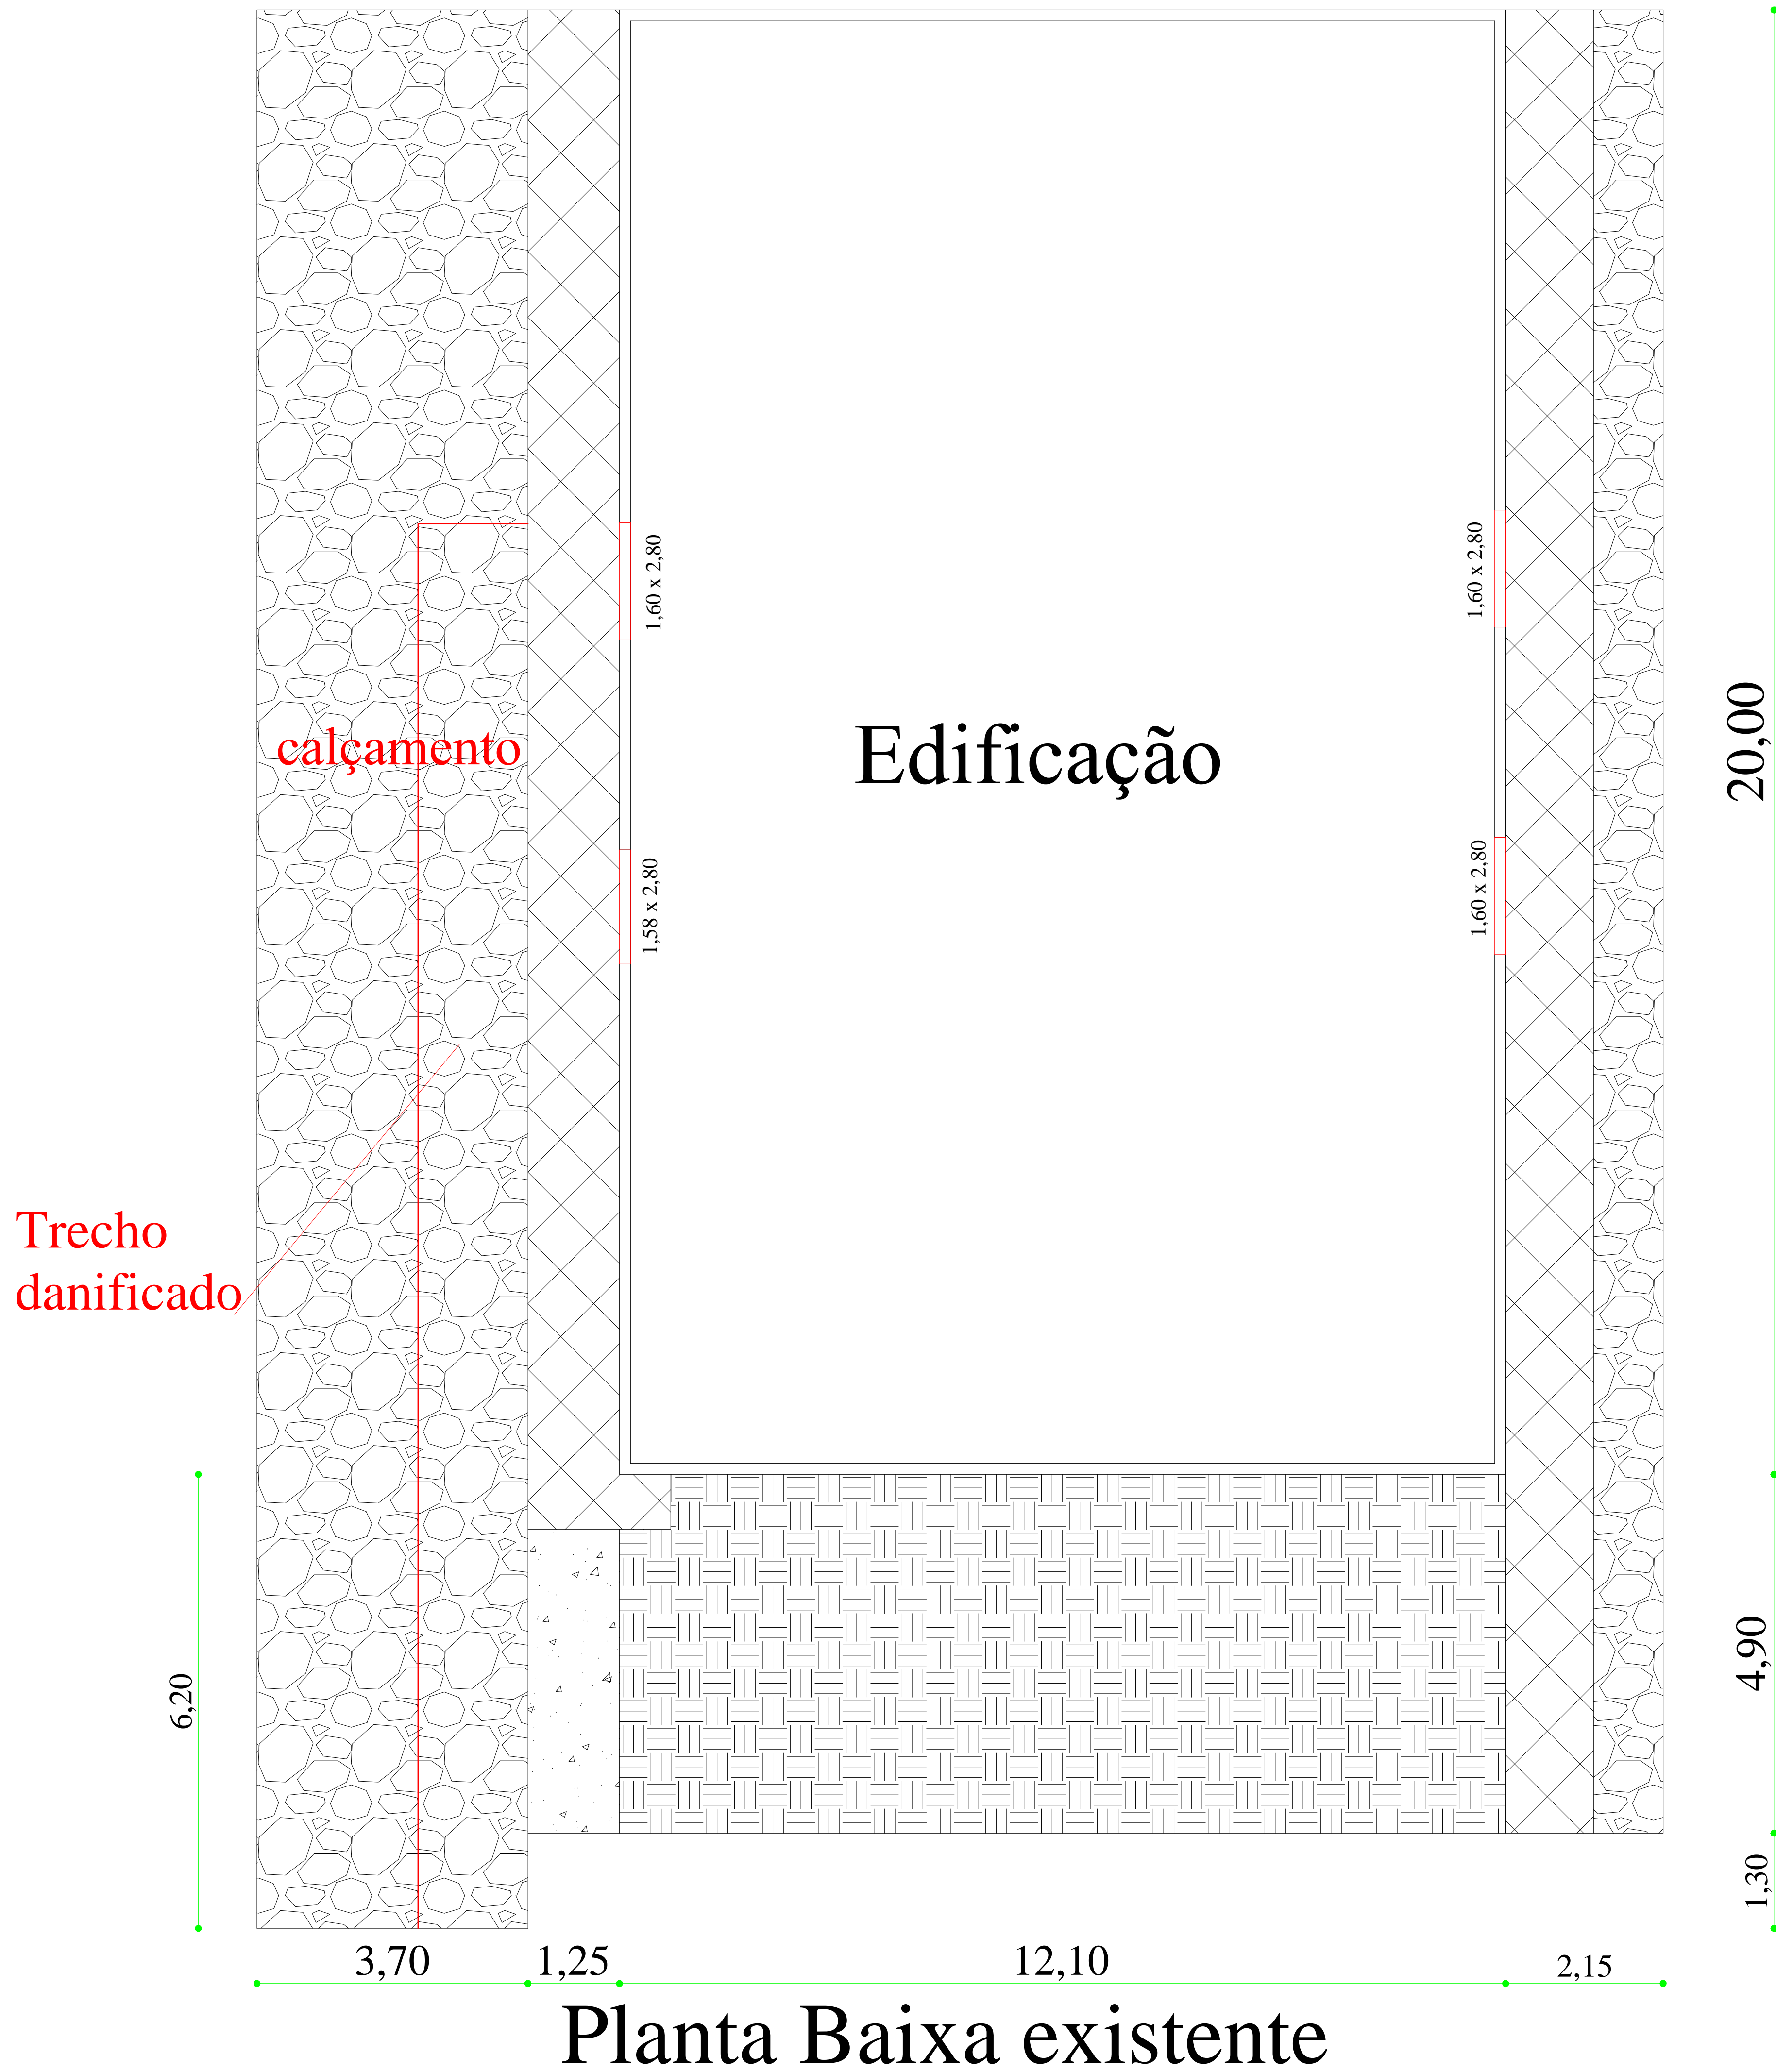 1,60 x 2,80
1,60 x 2,80
calçamento
Edificação
20,00
1,58 x 2,80
1,60 x 2,80
Trecho
danificado
6,20
4,90
1,30
3,70
1,25
12,10
2,15
Planta Baixa existente